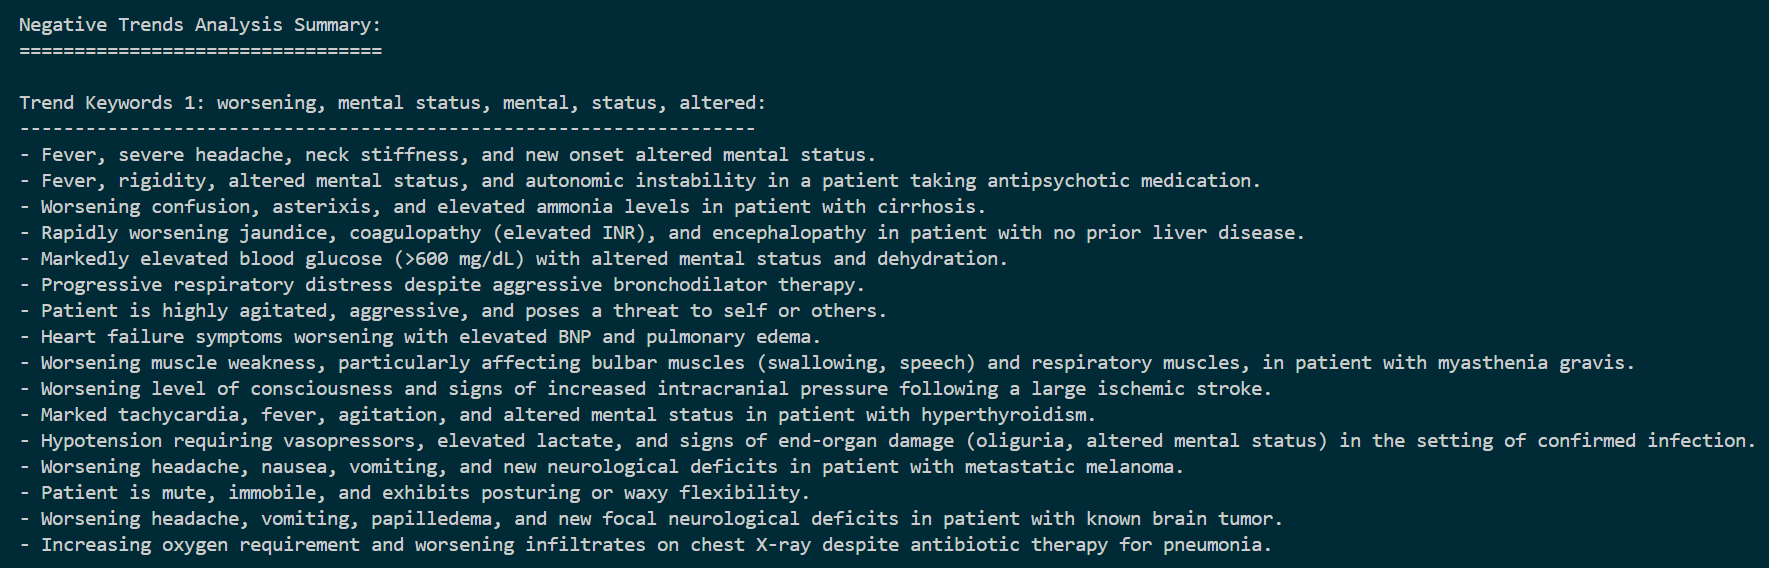 Negative Trends Analysis Summary:
=================================
Trend Keywords 1: worsening, mental status, mental, status, altered:
-------------------------------------------------------------------
- Fever, severe headache, neck stiffness, and new onset altered mental status.
- Fever, rigidity, altered mental status, and autonomic instability in a patient taking antipsychotic medication.
- Worsening confusion, asterixis, and elevated ammonia levels in patient with cirrhosis.
- Rapidly worsening jaundice, coagulopathy (elevated INR), and encephalopathy in patient with no prior liver disease.
- Markedly elevated blood glucose (>600 mg/dL) with altered mental status and dehydration.
- Progressive respiratory distress despite aggressive bronchodilator therapy.
- Patient is highly agitated, aggressive, and poses a threat to self or others.
- Heart failure symptoms worsening with elevated BNP and pulmonary edema.
- Worsening muscle weakness, particularly affecting bulbar muscles (swallowing, speech) and respiratory muscles, in patient with myasthenia gravis.
- Worsening level of consciousness and signs of increased intracranial pressure following a large ischemic stroke.
- Marked tachycardia, fever, agitation, and altered mental status in patient with hyperthyroidism.
- Hypotension requiring vasopressors, elevated lactate, and signs of end-organ damage (oliguria, altered mental status) in the setting of confirmed infection.
- Worsening headache, nausea, vomiting, and new neurological deficits in patient with metastatic melanoma.
- Patient is mute, immobile, and exhibits posturing or waxy flexibility.
- Worsening headache, vomiting, papilledema, and new focal neurological deficits in patient with known brain tumor.
- Increasing oxygen requirement and worsening infiltrates on chest X-ray despite antibiotic therapy for pneumonia.